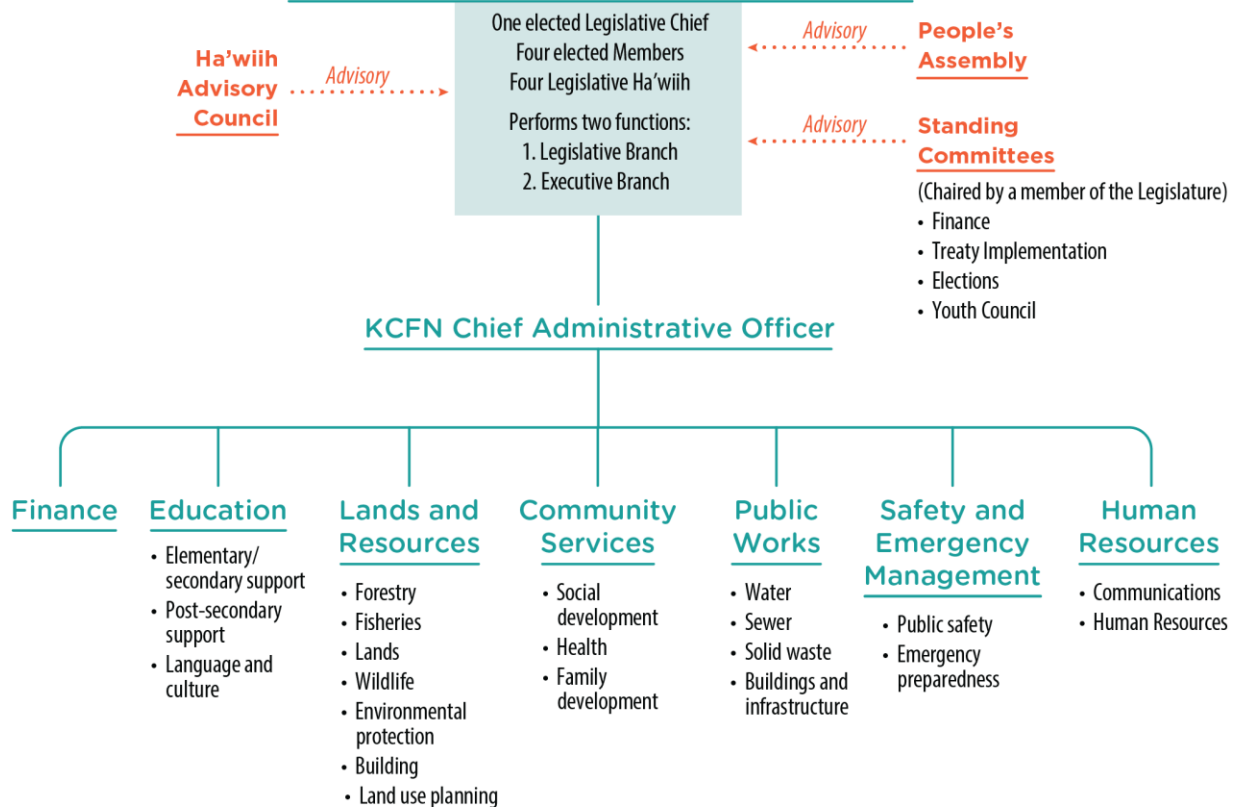 One elected Legislative Chief
Four elected Members
Four Legislative Ha’wiih
Performs two functions:
1. Legislative Branch
2. Executive Branch
Ha’wiih
Advisory
Council
Advisory
Advisory
People’s
Assembly
Advisory
Standing
Committees
(Chaired by a member of the Legislature)
• Finance
• Treaty Implementation
• Elections
• Youth Council
KCFN Chief Administrative Officer
Finance
Education
• Elementary/
secondary support
• Post-secondary
support
• Language and
culture
Lands and
Resources
• Forestry
• Fisheries
• Lands
• Wildlife
• Environmental
protection
• Building
• Land use planning
Community
Services
• Social
development
• Health
• Family
development
Public
Works
• Water
• Sewer
• Solid waste
• Buildings and
infrastructure
Safety and
Emergency
Management
• Public safety
• Emergency
preparedness
Human
Resources
• Communications
• Human Resources